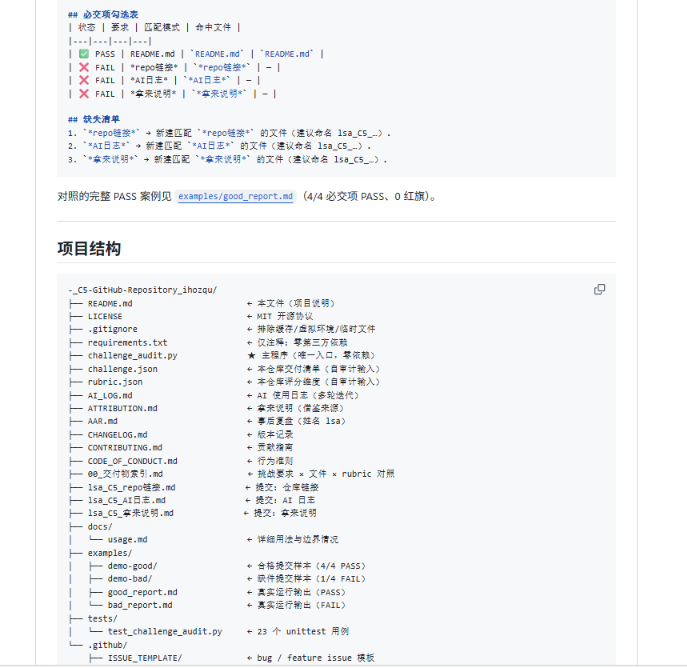 ## 必交项勾选表
| 状态 | 要求 | 匹配模式 | 命中文件 |
|---|---|---|---|
| ✅ PASS | README.md | `README.md` | `README.md` |
| ❌ FAIL | *repo链接* | `*repo链接*` | — |
| ❌ FAIL | *AI日志* | `*AI日志*` | — |
| ❌ FAIL | *拿来说明* | `*拿来说明*` | — |
## 缺失清单
1. `*repo链接*` → 新建匹配 `*repo链接*` 的文件（建议命名 lsa_C5_…）.
2. `*AI日志*` → 新建匹配 `*AI日志*` 的文件（建议命名 lsa_C5_…）.
3. `*拿来说明*` → 新建匹配 `*拿来说明*` 的文件（建议命名 lsa_C5_…）.
对照的完整 PASS 案例见 examples/good_report.md（4/4 必交项 PASS、0 红旗）。
项目结构
-_C5-GitHub-Repository_ihozqu/
├── README.md ← 本文件（项目说明）
├── LICENSE ← MIT 开源协议
├── .gitignore ← 排除缓存/虚拟环境/临时文件
├── requirements.txt ← 仅注释：零第三方依赖
├── challenge_audit.py ★ 主程序（唯一入口，零依赖）
├── challenge.json ← 本仓库交付清单（自审计输入）
├── rubric.json ← 本仓库评分维度（自审计输入）
├── AI_LOG.md ← AI 使用日志（多轮迭代）
├── ATTRIBUTION.md ← 拿来说明（借鉴来源）
├── AAR.md ← 事后复盘（姓名 lsa）
├── CHANGELOG.md ← 版本记录
├── CONTRIBUTING.md ← 贡献指南
├── CODE_OF_CONDUCT.md ← 行为准则
├── 00_交付物索引.md ← 挑战要求 × 文件 × rubric 对照
├── lsa_C5_repo链接.md ← 提交：仓库链接
├── lsa_C5_AI日志.md ← 提交：AI 日志
├── lsa_C5_拿来说明.md ← 提交：拿来说明
├── docs/
│ └── usage.md ← 详细用法与边界情况
├── examples/
│ ├── demo-good/ ← 合格提交样本（4/4 PASS）
│ ├── demo-bad/ ← 缺件提交样本（1/4 FAIL）
│ ├── good_report.md ← 真实运行输出（PASS）
│ └── bad_report.md ← 真实运行输出（FAIL）
├── tests/
│ └── test_challenge_audit.py ← 23 个 unittest 用例
└── .github/
├── ISSUE_TEMPLATE/ ← bug / feature issue 模板